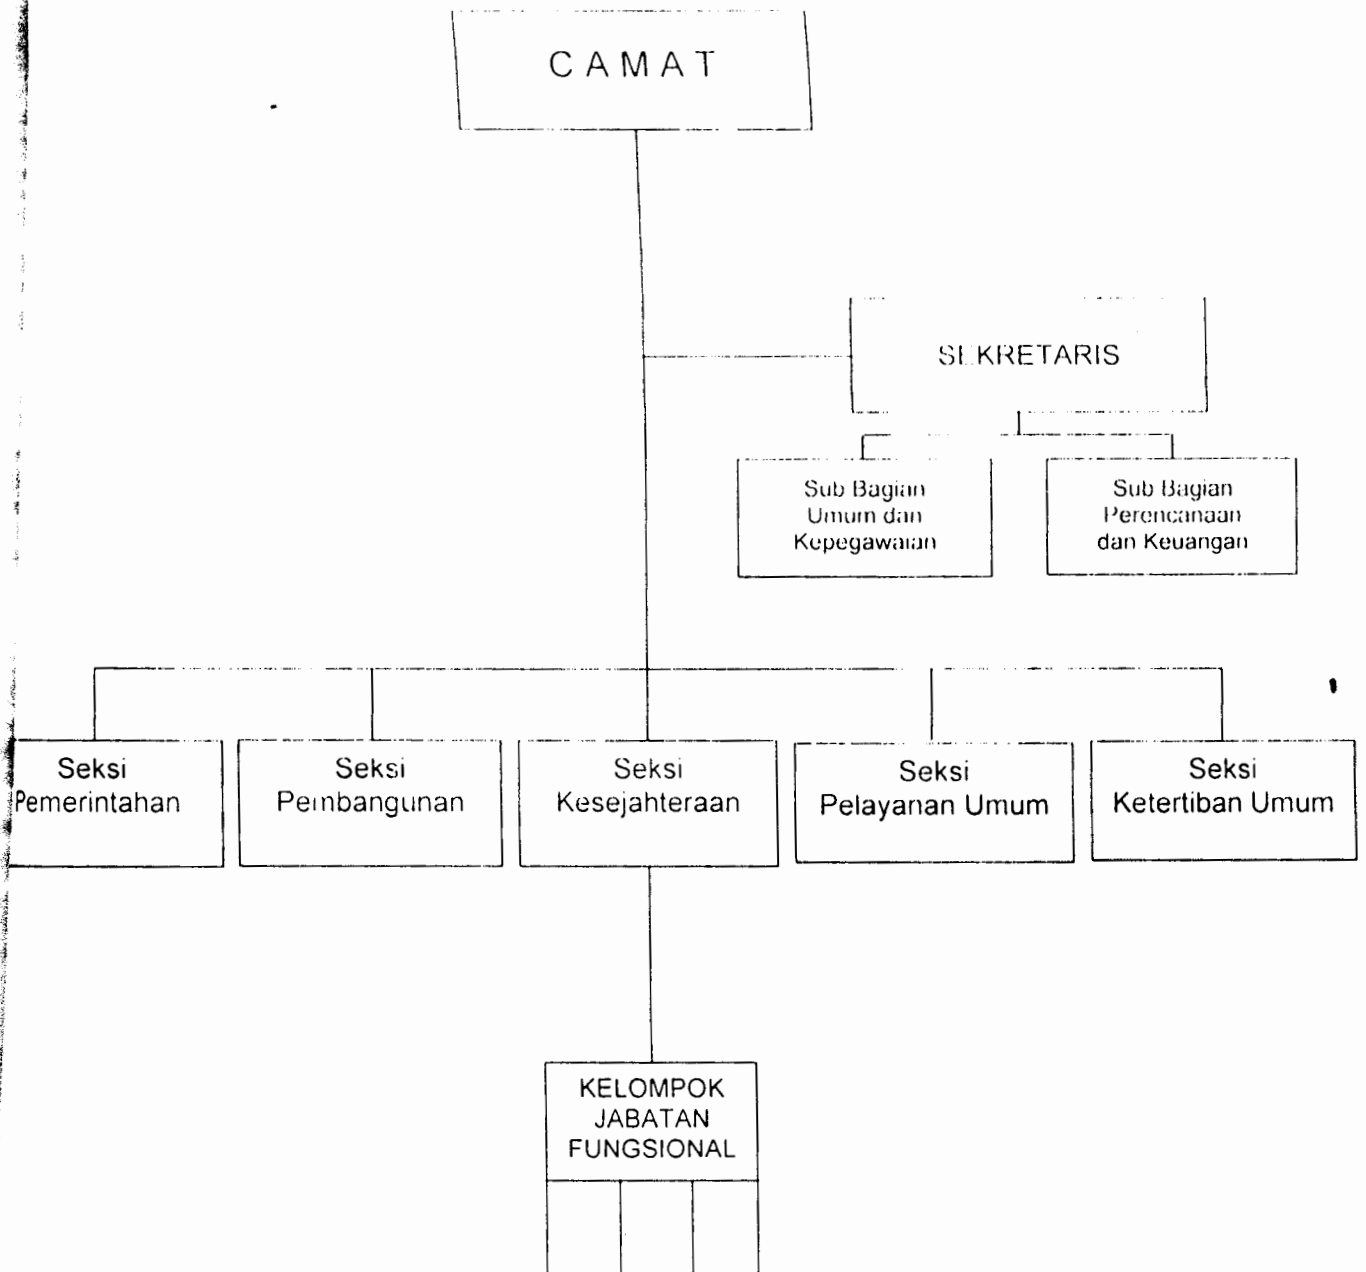 CAMAT
SEKRETARIS
Sub Bagian
Umum dan
Kepegawaian
Sub Bagian
Perencanaan
dan Keuangan
Seksi
Pemerintahan
Seksi
Pembangunan
Seksi
Kesejahteraan
Seksi
Pelayanan Umum
Seksi
Ketertiban Umum
KELOMPOK
JABATAN
FUNGSIONAL